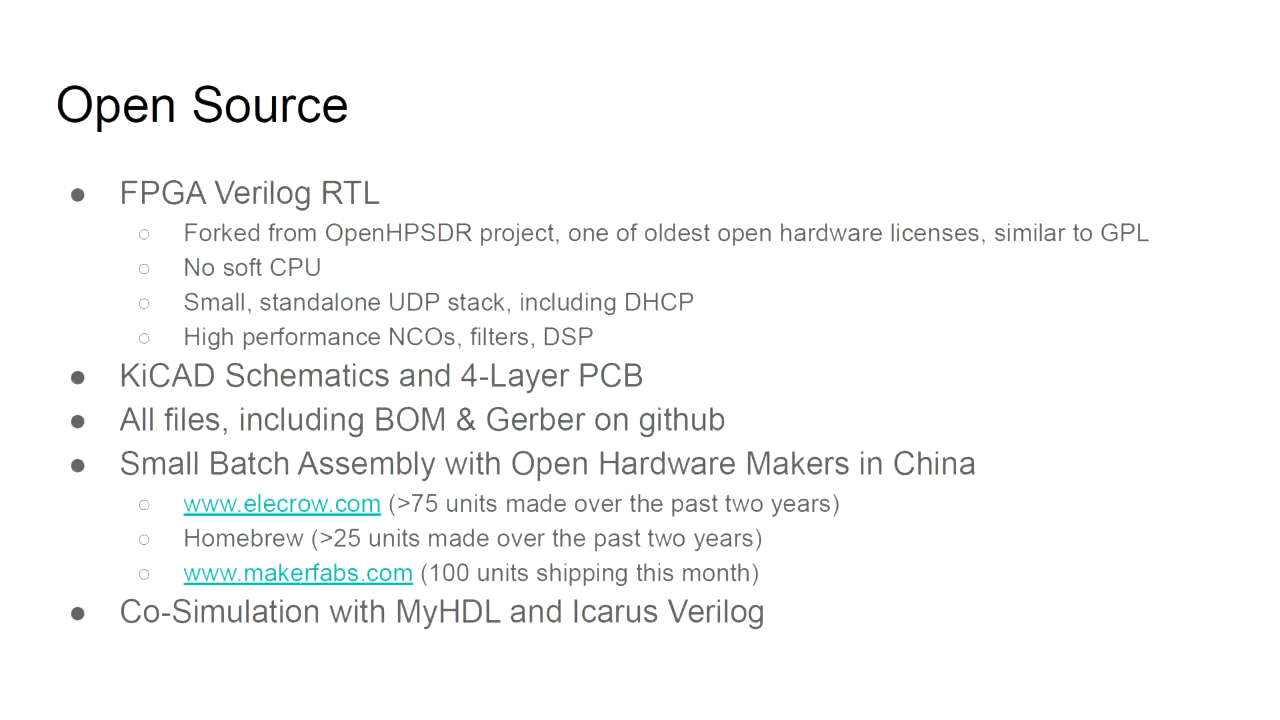 Open Source
● FPGA Verilog RTL
○ Forked from OpenHPSDR project, one of oldest open hardware licenses, similar to GPL
○ No soft CPU
○ Small, standalone UDP stack, including DHCP
○ High performance NCOs, filters, DSP
● KiCAD Schematics and 4-Layer PCB
● All files, including BOM & Gerber on github
● Small Batch Assembly with Open Hardware Makers in China
○ www.elecrow.com (>75 units made over the past two years)
○ Homebrew (>25 units made over the past two years)
○ www.makerfabs.com (100 units shipping this month)
● Co-Simulation with MyHDL and Icarus Verilog